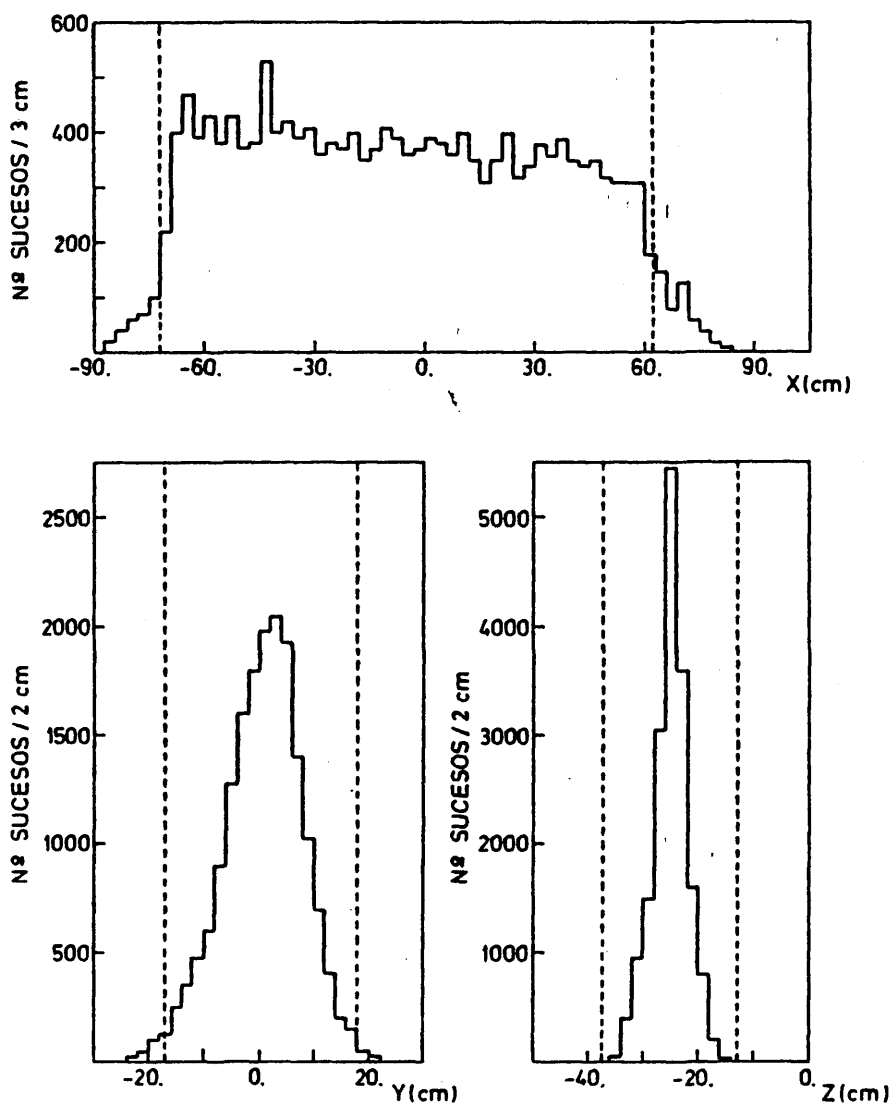 600
400
200
Nº SUCESOS / 3 cm
-90. -60. -30. 0. 30. 60. 90.
X(cm)
2500
2000
1500
1000
500
Nº SUCESOS / 2 cm
-20. 0. 20.
Y(cm)
5000
4000
3000
2000
1000
Nº SUCESOS / 2 cm
-40. -20. 0.
Z(cm)